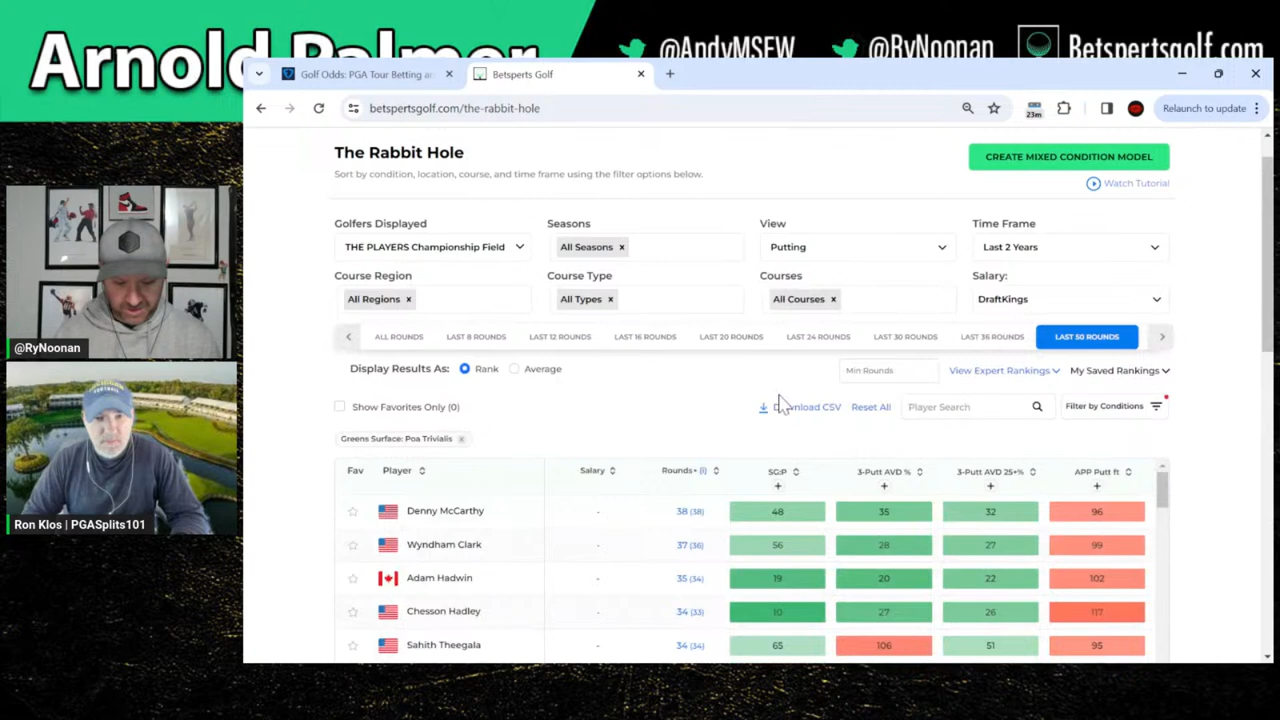 Arnold Palmer
@AndyMSFW
@RyNoonan
Betspertsgolf.com
Golf Odds: PGA Tour Betting an
Betsperts Golf
betspertsgolf.com/the-rabbit-hole
23m
Relaunch to update
The Rabbit Hole
Sort by condition, location, course, and time frame using the filter options below.
CREATE MIXED CONDITION MODEL
Watch Tutorial
Golfers Displayed
Seasons
View
Time Frame
THE PLAYERS Championship Field
All Seasons x
Putting
Last 2 Years
Course Region
Course Type
Courses
Salary:
All Regions x
All Types x
All Courses x
DraftKings
ALL ROUNDS
LAST 8 ROUNDS
LAST 12 ROUNDS
LAST 16 ROUNDS
LAST 20 ROUNDS
LAST 24 ROUNDS
LAST 30 ROUNDS
LAST 36 ROUNDS
LAST 50 ROUNDS
Display Results As: Rank Average
Min Rounds
View Expert Rankings
My Saved Rankings
Show Favorites Only (0)
Download CSV
Reset All
Player Search
Filter by Conditions
Greens Surface: Poa Trivialis x
Fav Player Salary Rounds (i) SG:P 3-Putt AVD % 3-Putt AVD 25+% APP Putt ft
+ + + +
Denny McCarthy - 38 (38) 48 35 32 96
Wyndham Clark - 37 (36) 56 28 27 99
Adam Hadwin - 35 (34) 19 20 22 102
Chesson Hadley - 34 (33) 10 27 26 117
Sahith Theegala - 34 (34) 65 106 51 95
@RyNoonan
Ron Klos | PGASplits101